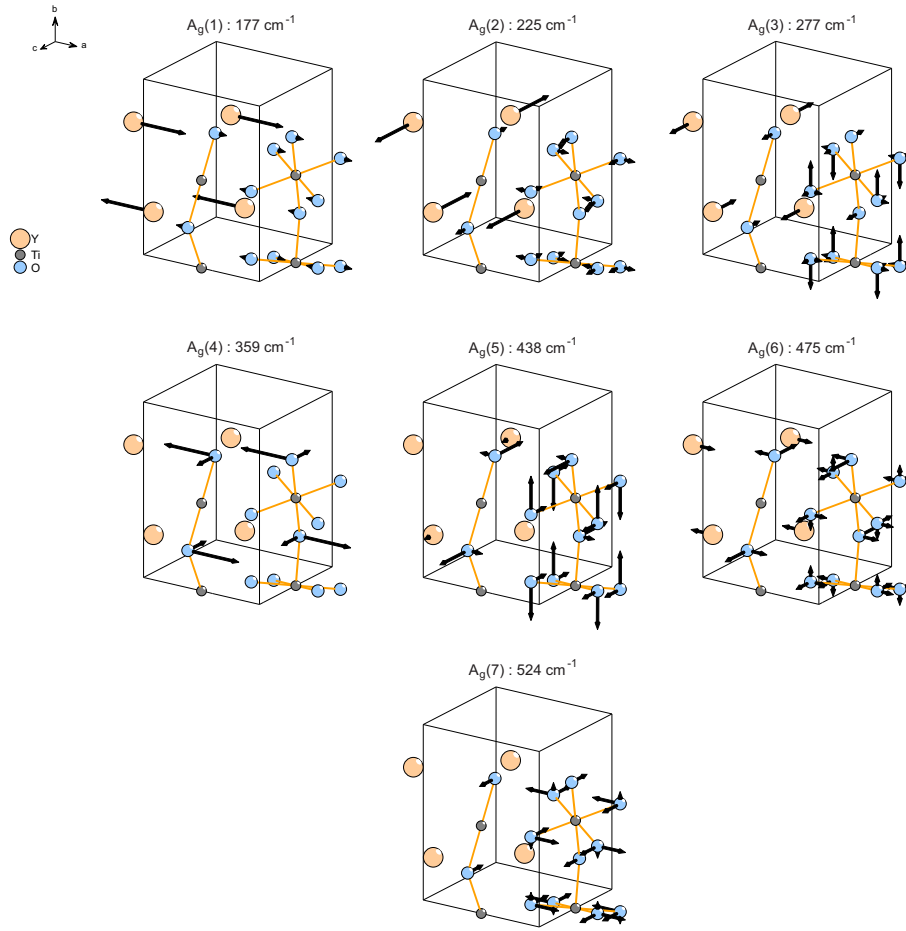 b
a
c
A_g(1) : 177 cm⁻¹
A_g(2) : 225 cm⁻¹
A_g(3) : 277 cm⁻¹
Y
Ti
O
A_g(4) : 359 cm⁻¹
A_g(5) : 438 cm⁻¹
A_g(6) : 475 cm⁻¹
A_g(7) : 524 cm⁻¹